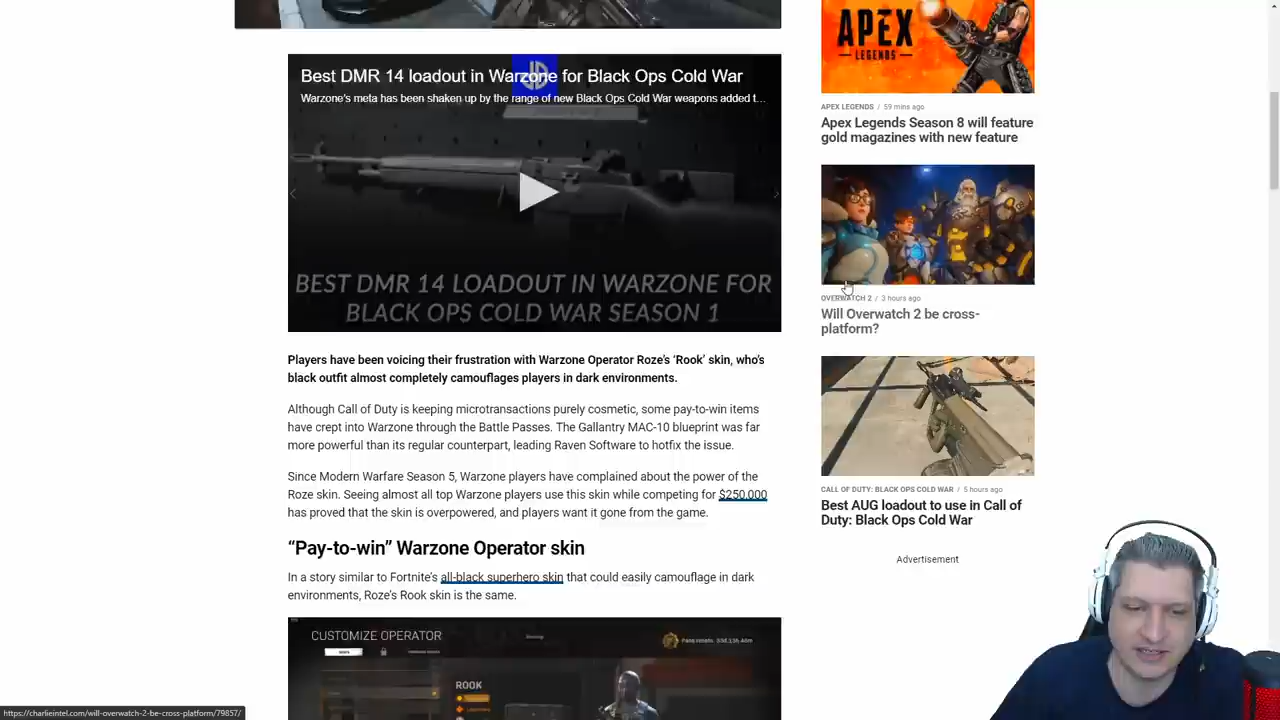 Best DMR 14 loadout in Warzone for Black Ops Cold War
Warzone's meta has been shaken up by the range of new Black Ops Cold War weapons added t...
BEST DMR 14 LOADOUT IN WARZONE FOR
BLACK OPS COLD WAR SEASON 1
Players have been voicing their frustration with Warzone Operator Roze's 'Rook' skin, who's
black outfit almost completely camouflages players in dark environments.
Although Call of Duty is keeping microtransactions purely cosmetic, some pay-to-win items
have crept into Warzone through the Battle Passes. The Gallantry MAC-10 blueprint was far
more powerful than its regular counterpart, leading Raven Software to hotfix the issue.
Since Modern Warfare Season 5, Warzone players have complained about the power of the
Roze skin. Seeing almost all top Warzone players use this skin while competing for $250,000
has proved that the skin is overpowered, and players want it gone from the game.
"Pay-to-win" Warzone Operator skin
In a story similar to Fortnite's all-black superhero skin that could easily camouflage in dark
environments, Roze's Rook skin is the same.
CUSTOMIZE OPERATOR
ROOK
APEX
LEGENDS
APEX LEGENDS / 59 mins ago
Apex Legends Season 8 will feature
gold magazines with new feature
OVERWATCH 2 / 3 hours ago
Will Overwatch 2 be cross-
platform?
CALL OF DUTY: BLACK OPS COLD WAR / 5 hours ago
Best AUG loadout to use in Call of
Duty: Black Ops Cold War
Advertisement
https://charlieintel.com/will-overwatch-2-be-cross-platform/79857/